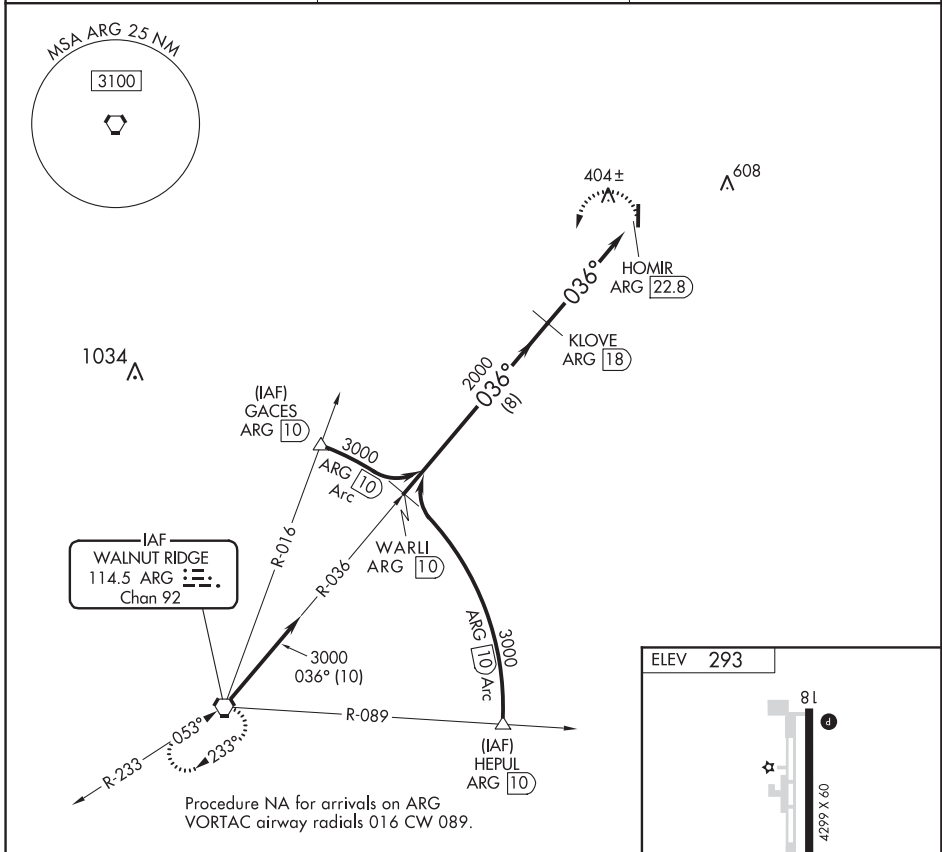 MSA ARG 25 NM
3100
404±
608
HOMIR
ARG 22.8
036°
KLOVE
ARG 18
1034
2000
036°
(8)
(IAF)
GACES
ARG 10
3000
ARG 10
Arc
R-016
WARLI
ARG 10
IAF
WALNUT RIDGE
114.5 ARG
Chan 92
R-036
ARG 10 Arc
3000
3000
036° (10)
R-089
R-233
053°
233°
(IAF)
HEPUL
ARG 10
Procedure NA for arrivals on ARG
VORTAC airway radials 016 CW 089.
ELEV 293
18
P
4299 X 60